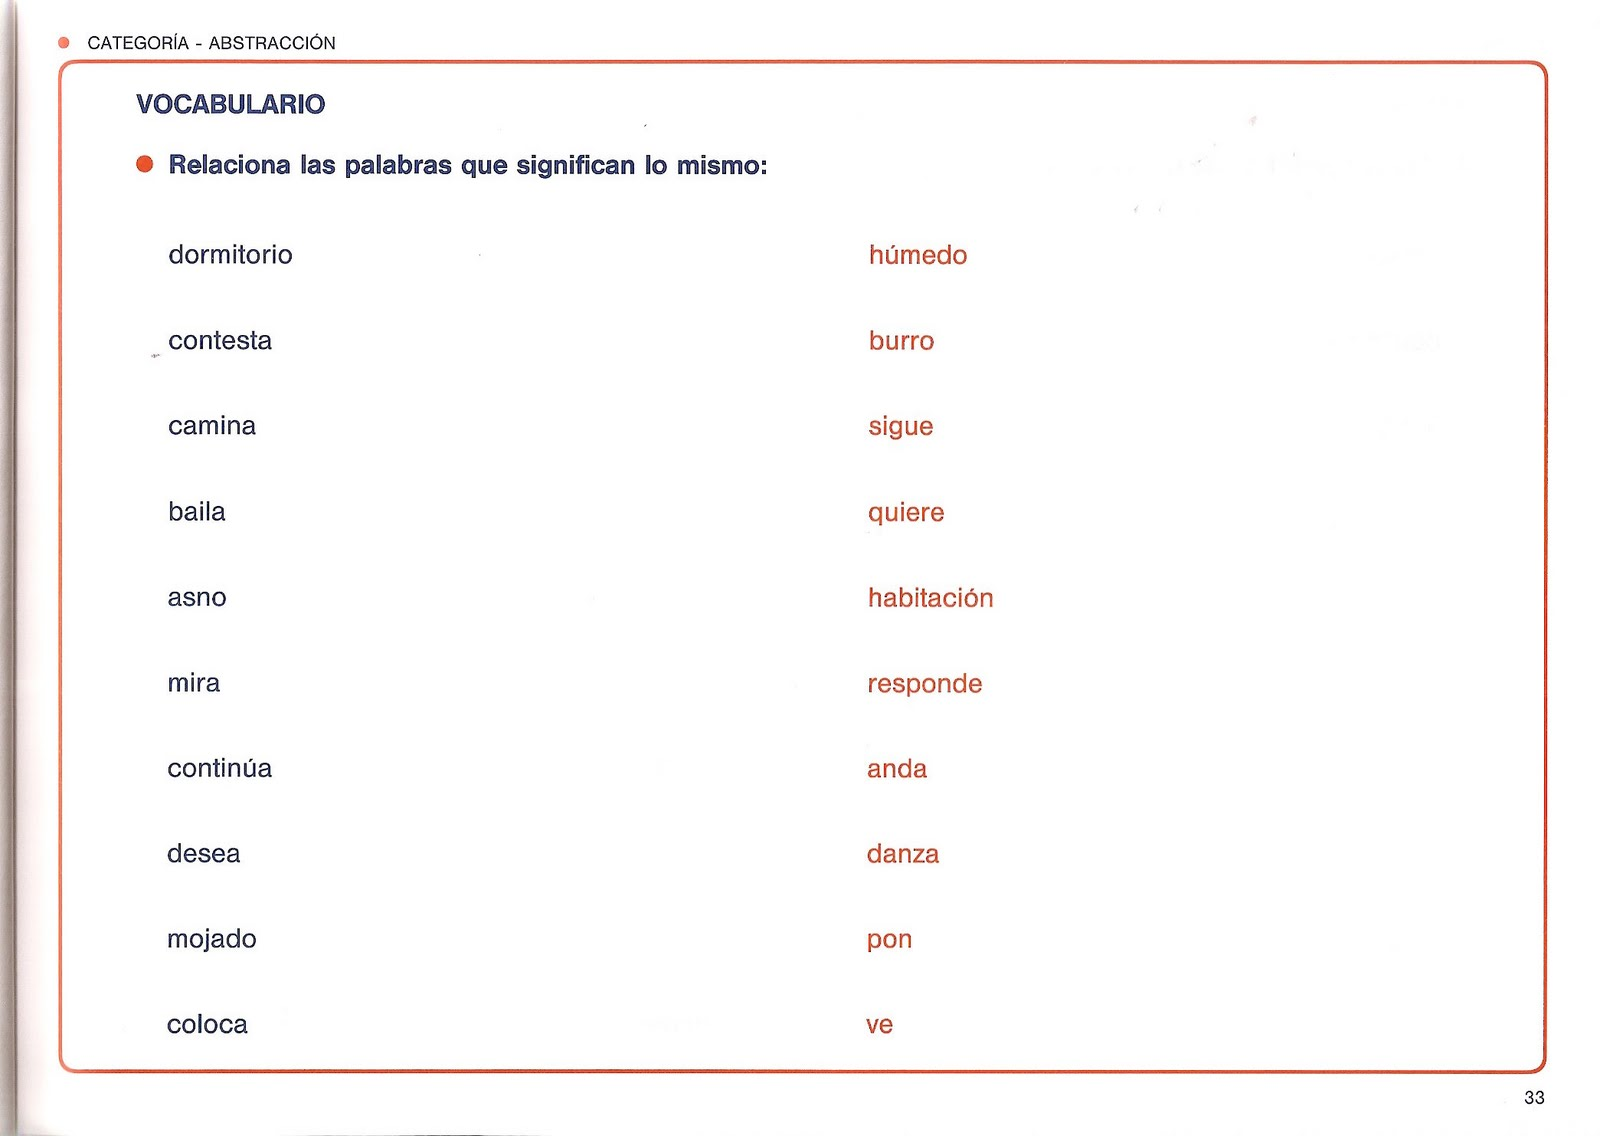 CATEGORÍA - ABSTRACCIÓN
VOCABULARIO
Relaciona las palabras que significan lo mismo:
dormitorio húmedo
contesta burro
camina sigue
baila quiere
asno habitación
mira responde
continúa anda
desea danza
mojado pon
coloca ve
33